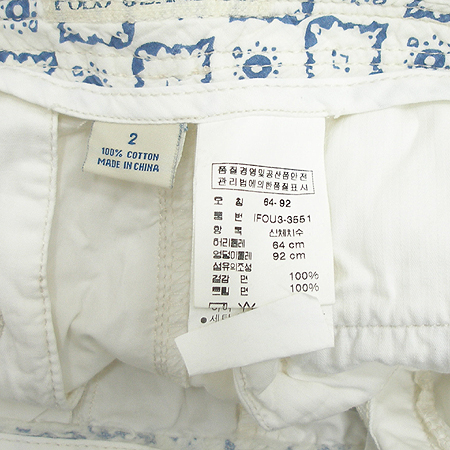 2
100% COTTON
MADE IN CHINA
품질경영및공산품안전
관리법에의한품질표시
호 칭 64-92
품 번 IFOU3-3551
항 목 신체치수
허리둘레 64 cm
엉덩이둘레 92 cm
섬유의조성
겉감 면 100%
면 100%